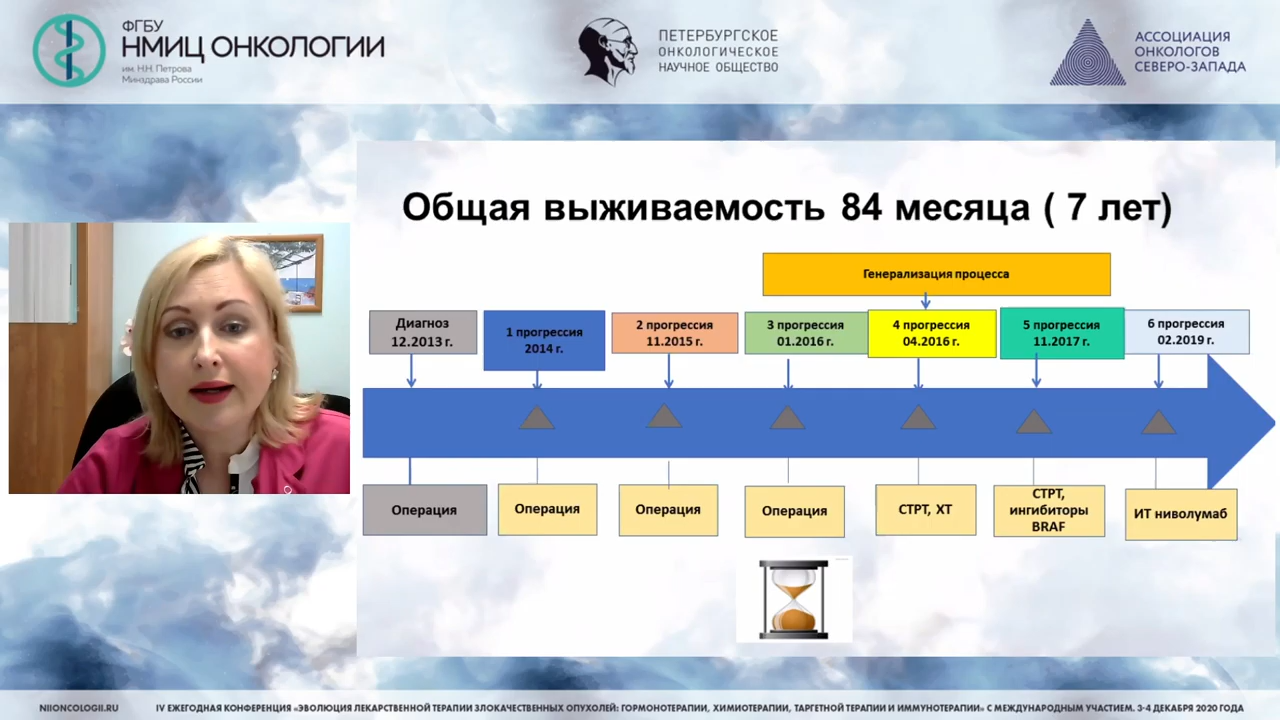 ФГБУ
НМИЦ ОНКОЛОГИИ
им. Н.Н. Петрова
Минздрава России
ПЕТЕРБУРГСКОЕ
ОНКОЛОГИЧЕСКОЕ
НАУЧНОЕ ОБЩЕСТВО
АССОЦИАЦИЯ
ОНКОЛОГОВ
СЕВЕРО-ЗАПАДА
Общая выживаемость 84 месяца ( 7 лет)
Генерализация процесса
Диагноз
12.2013 г.
1 прогрессия
2014 г.
2 прогрессия
11.2015 г.
3 прогрессия
01.2016 г.
4 прогрессия
04.2016 г.
5 прогрессия
11.2017 г.
6 прогрессия
02.2019 г.
Операция
Операция
Операция
Операция
СТРТ, ХТ
СТРТ,
ингибиторы
BRAF
ИТ ниволумаб
NIIONCOLOGII.RU
IV ЕЖЕГОДНАЯ КОНФЕРЕНЦИЯ «ЭВОЛЮЦИЯ ЛЕКАРСТВЕННОЙ ТЕРАПИИ ЗЛОКАЧЕСТВЕННЫХ ОПУХОЛЕЙ: ГОРМОНОТЕРАПИИ, ХИМИОТЕРАПИИ, ТАРГЕТНОЙ ТЕРАПИИ И ИММУНОТЕРАПИИ» С МЕЖДУНАРОДНЫМ УЧАСТИЕМ. 3-4 ДЕКАБРЯ 2020 ГОДА